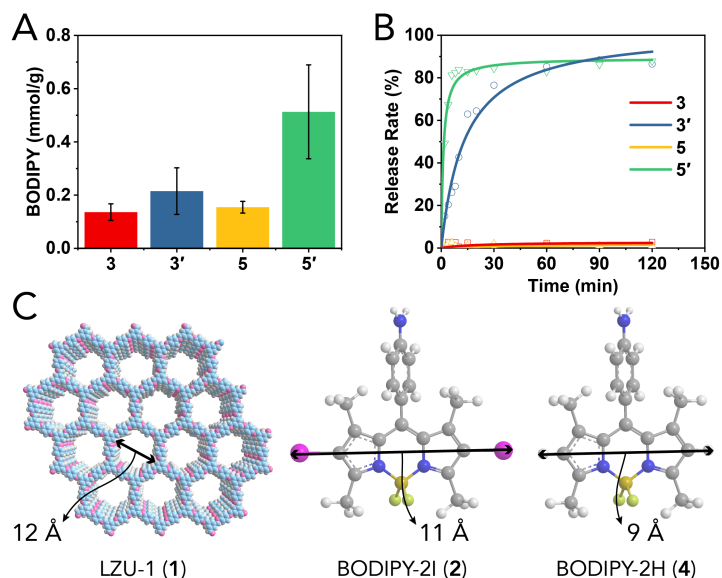 A
BODIPY (mmol/g)
0.8
0.6
0.4
0.2
0.0
3
3′
5
5′
B
Release Rate (%)
100
80
60
40
20
0
3
3′
5
5′
0
30
60
90
120
150
Time (min)
C
12 Å
11 Å
9 Å
LZU-1 (1)
BODIPY-2I (2)
BODIPY-2H (4)